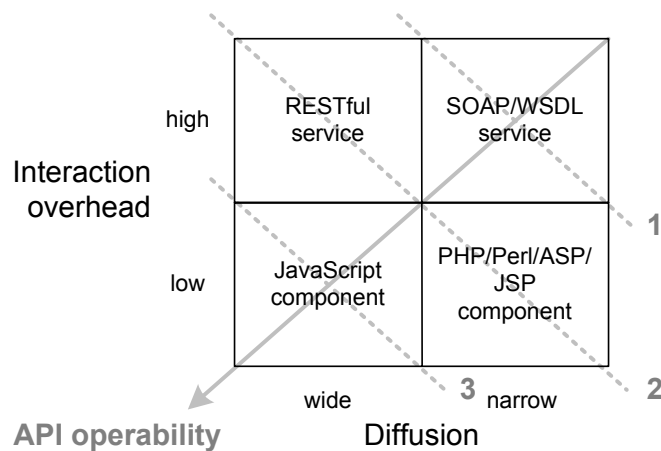 RESTful
service
SOAP/WSDL
service
high
Interaction
overhead
1
JavaScript
component
PHP/Perl/ASP/
JSP
component
low
3
2
wide
narrow
API operability
Diffusion